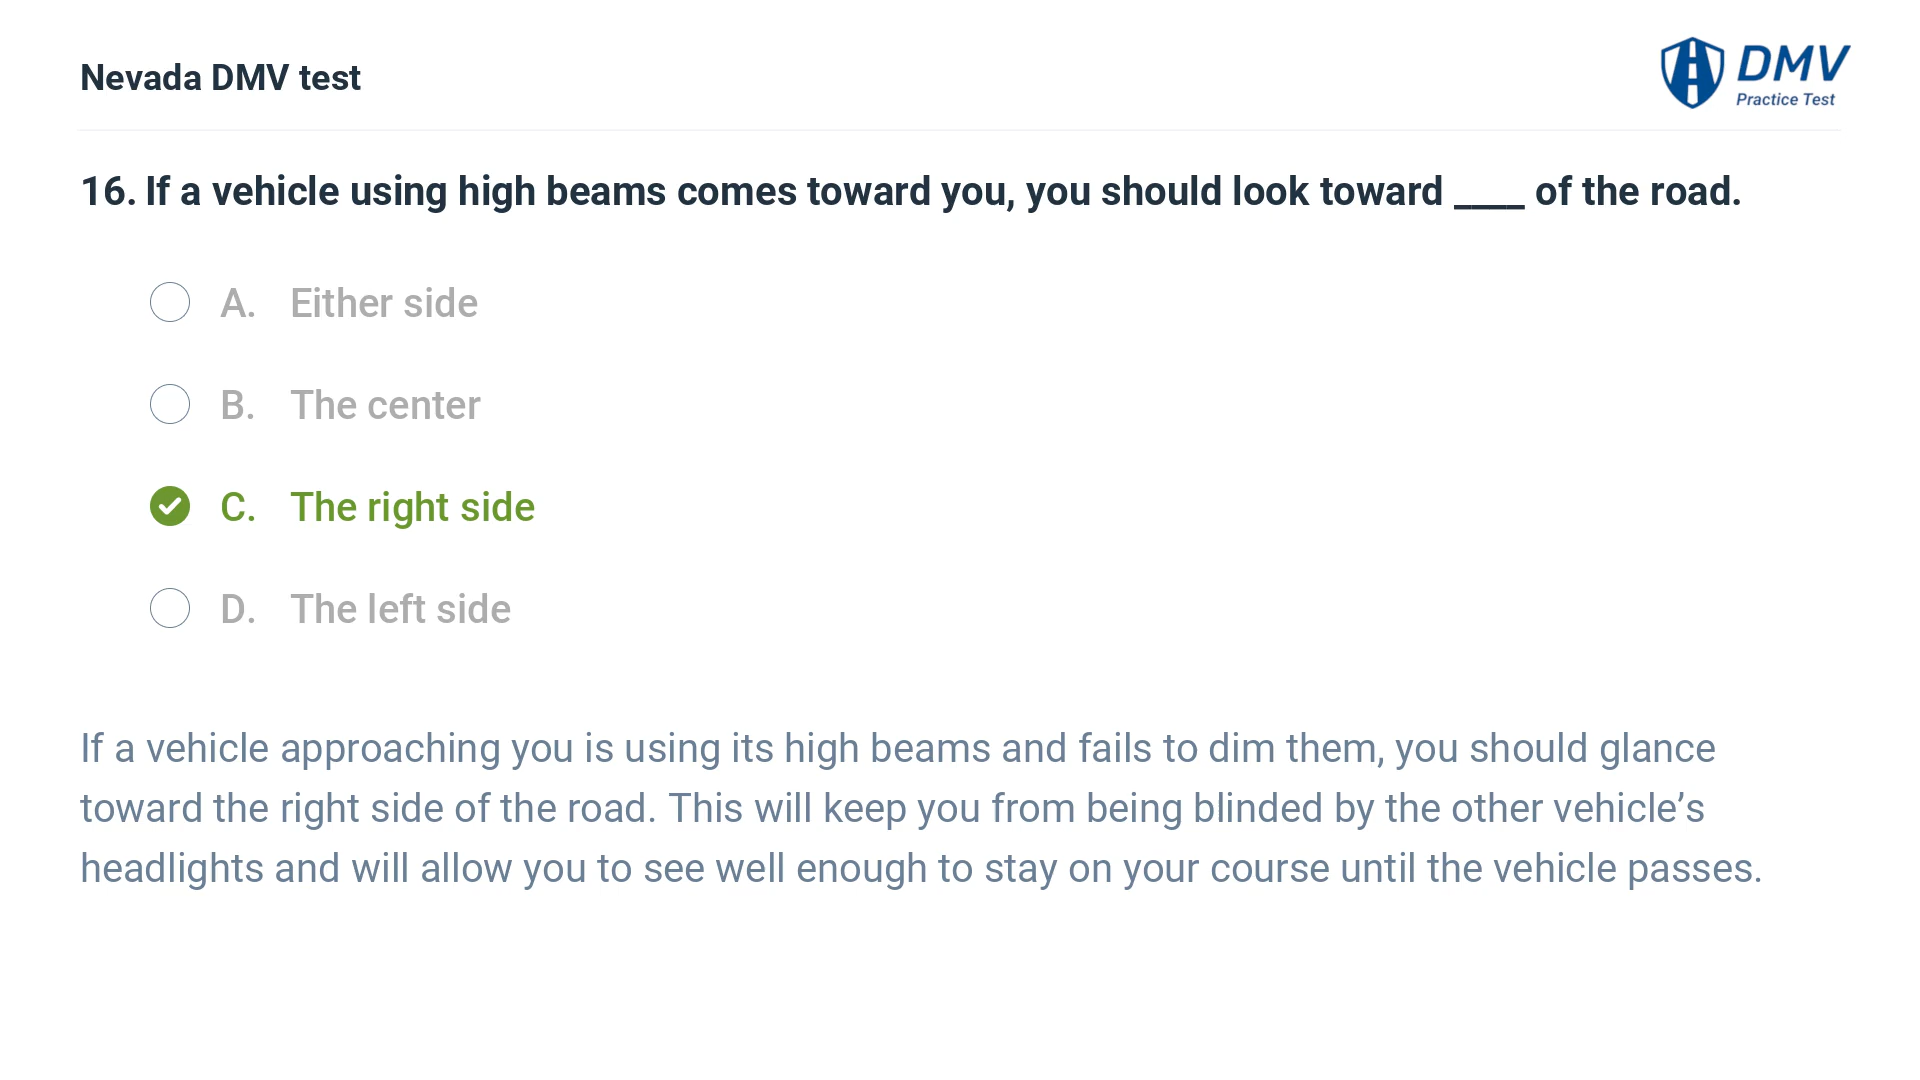 Nevada DMV test
DMV
Practice Test
16. If a vehicle using high beams comes toward you, you should look toward ____ of the road.
A. Either side
B. The center
C. The right side
D. The left side
If a vehicle approaching you is using its high beams and fails to dim them, you should glance
toward the right side of the road. This will keep you from being blinded by the other vehicle’s
headlights and will allow you to see well enough to stay on your course until the vehicle passes.